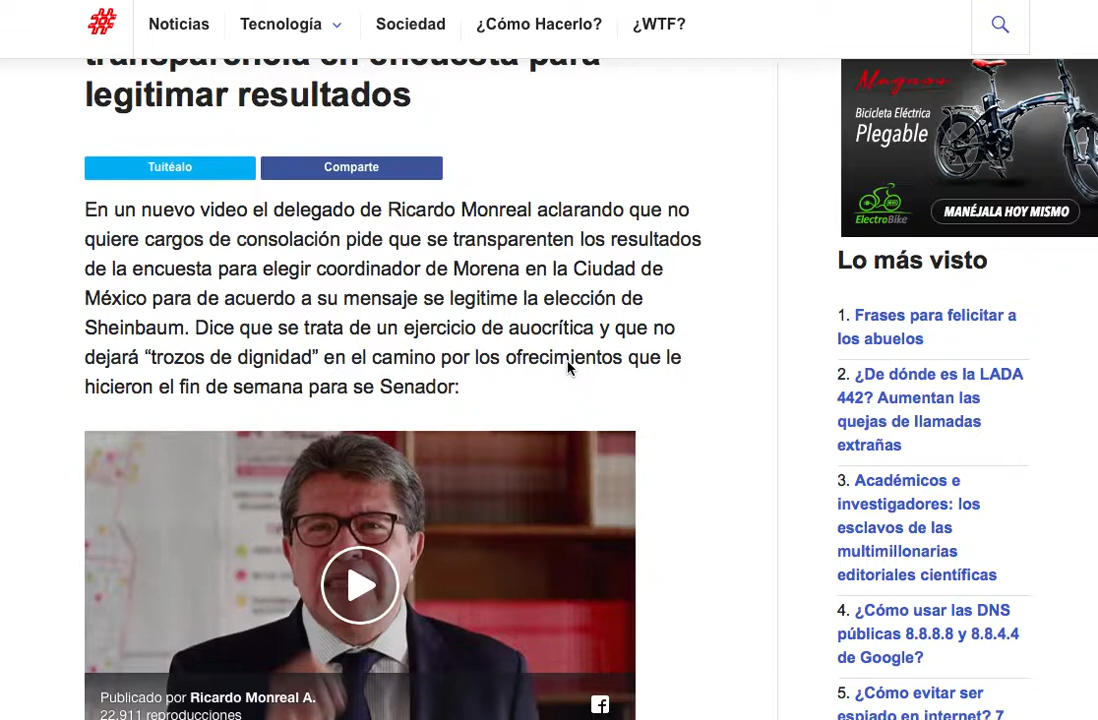 Noticias
Tecnología
Sociedad
¿Cómo Hacerlo?
¿WTF?
transparencia en encuesta para
legitimar resultados
Tuitéalo
Comparte
En un nuevo video el delegado de Ricardo Monreal aclarando que no
quiere cargos de consolación pide que se transparenten los resultados
de la encuesta para elegir coordinador de Morena en la Ciudad de
México para de acuerdo a su mensaje se legitime la elección de
Sheinbaum. Dice que se trata de un ejercicio de auocrítica y que no
dejará “trozos de dignidad” en el camino por los ofrecimientos que le
hicieron el fin de semana para se Senador:
Publicado por Ricardo Monreal A.
22,911 reproducciones
Magnas
Bicicleta Eléctrica
Plegable
ElectroBike
MANÉJALA HOY MISMO
Lo más visto
1. Frases para felicitar a
los abuelos
2. ¿De dónde es la LADA
442? Aumentan las
quejas de llamadas
extrañas
3. Académicos e
investigadores: los
esclavos de las
multimillonarias
editoriales científicas
4. ¿Cómo usar las DNS
públicas 8.8.8.8 y 8.8.4.4
de Google?
5. ¿Cómo evitar ser
espiado en internet? 7